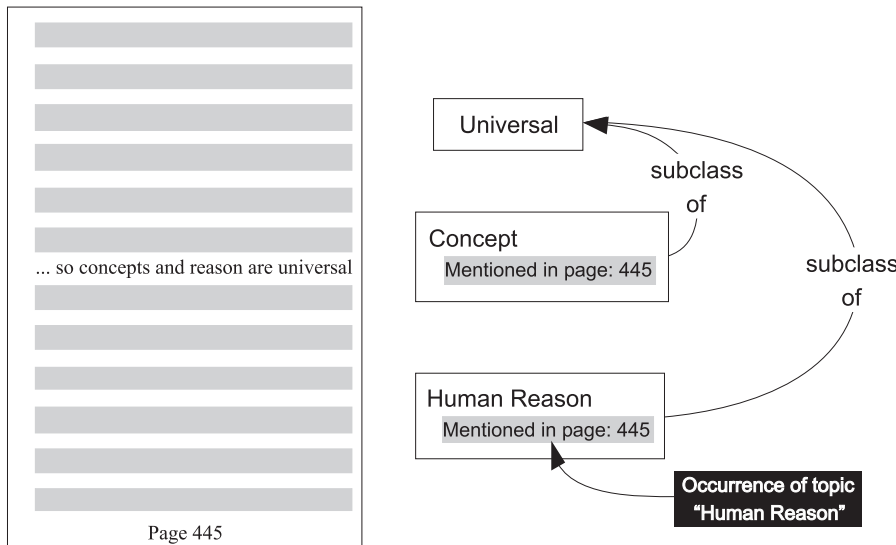 ... so concepts and reason are universal
Page 445
Universal
subclass
of
Concept
Mentioned in page: 445
subclass
of
Human Reason
Mentioned in page: 445
Occurrence of topic
“Human Reason”